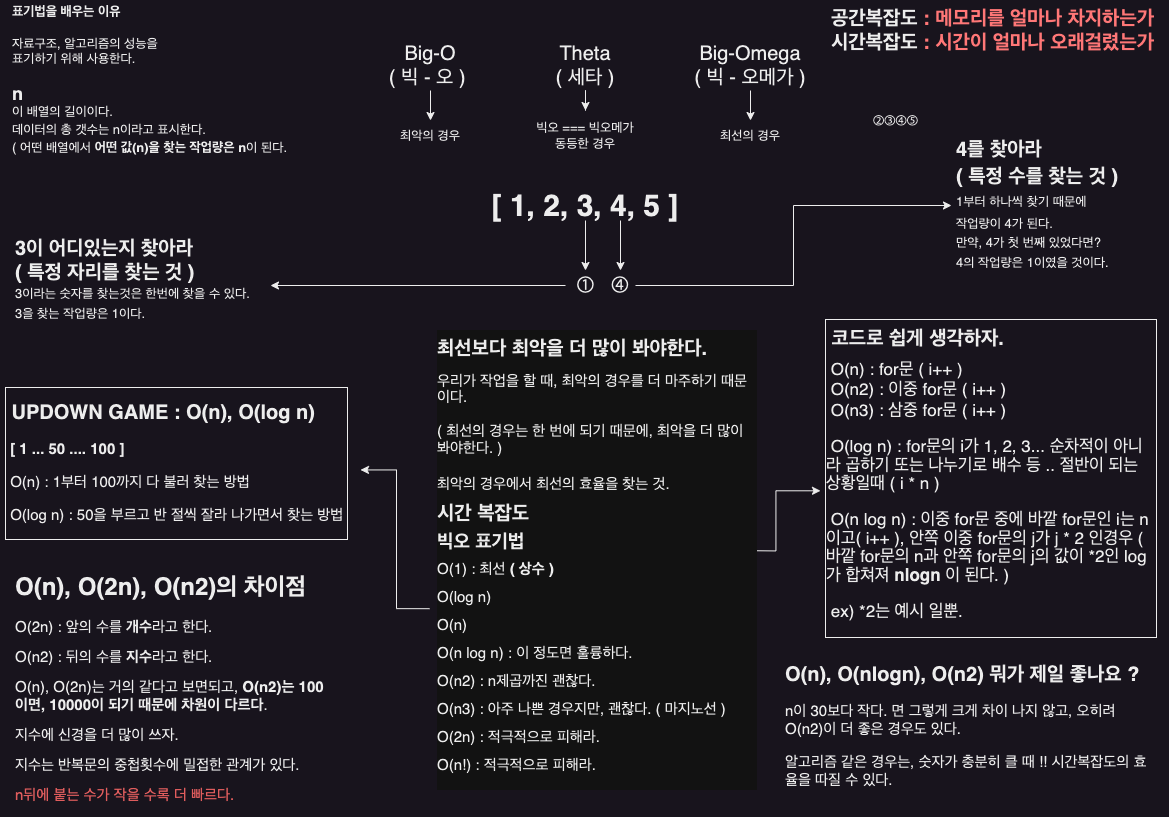 표기법을 배우는 이유
자료구조, 알고리즘의 성능을
표기하기 위해 사용한다.
n
이 배열의 길이이다.
데이터의 총 갯수는 n이라고 표시한다.
( 어떤 배열에서 어떤 값(n)을 찾는 작업량은 n이 된다.
Big-O
( 빅 - 오 )
최악의 경우
Theta
( 세타 )
빅오 === 빅오메가
동등한 경우
Big-Omega
( 빅 - 오메가 )
최선의 경우
공간복잡도 : 메모리를 얼마나 차지하는가
시간복잡도 : 시간이 얼마나 오래걸렸는가
②③④⑤
4를 찾아라
( 특정 수를 찾는 것 )
1부터 하나씩 찾기 때문에
작업량이 4가 된다.
만약, 4가 첫 번째 있었다면?
4의 작업량은 1이였을 것이다.
[ 1, 2, 3, 4, 5 ]
① ④
3이 어디있는지 찾아라
( 특정 자리를 찾는 것 )
3이라는 숫자를 찾는것은 한번에 찾을 수 있다.
3을 찾는 작업량은 1이다.
UPDOWN GAME : O(n), O(log n)
[ 1 ... 50 .... 100 ]
O(n) : 1부터 100까지 다 불러 찾는 방법
O(log n) : 50을 부르고 반 절씩 잘라 나가면서 찾는 방법
O(n), O(2n), O(n2)의 차이점
O(2n) : 앞의 수를 개수라고 한다.
O(n2) : 뒤의 수를 지수라고 한다.
O(n), O(2n)는 거의 같다고 보면되고, O(n2)는 100
이면, 10000이 되기 때문에 차원이 다르다.
지수에 신경을 더 많이 쓰자.
지수는 반복문의 중첩횟수에 밀접한 관계가 있다.
n뒤에 붙는 수가 작을 수록 더 빠르다.
최선보다 최악을 더 많이 봐야한다.
우리가 작업을 할 때, 최악의 경우를 더 마주하기 때문
이다.
( 최선의 경우는 한 번에 되기 때문에, 최악을 더 많이
봐야한다. )
최악의 경우에서 최선의 효율을 찾는 것.
시간 복잡도
빅오 표기법
O(1) : 최선 ( 상수 )
O(log n)
O(n)
O(n log n) : 이 정도면 훌륭하다.
O(n2) : n제곱까진 괜찮다.
O(n3) : 아주 나쁜 경우지만, 괜찮다. ( 마지노선 )
O(2n) : 적극적으로 피해라.
O(n!) : 적극적으로 피해라.
코드로 쉽게 생각하자.
O(n) : for문 ( i++ )
O(n2) : 이중 for문 ( i++ )
O(n3) : 삼중 for문 ( i++ )
O(log n) : for문의 i가 1, 2, 3... 순차적이 아니
라 곱하기 또는 나누기로 배수 등 .. 절반이 되는
상황일때 ( i * n )
O(n log n) : 이중 for문 중에 바깥 for문인 i는 n
이고( i++ ), 안쪽 이중 for문의 j가 j * 2 인경우 (
바깥 for문의 n과 안쪽 for문의 j의 값이 *2인 log
가 합쳐져 nlogn 이 된다. )
ex) *2는 예시 일뿐.
O(n), O(nlogn), O(n2) 뭐가 제일 좋나요 ?
n이 30보다 작다. 면 그렇게 크게 차이 나지 않고, 오히려
O(n2)이 더 좋은 경우도 있다.
알고리즘 같은 경우는, 숫자가 충분히 클 때 !! 시간복잡도의 효
율을 따질 수 있다.